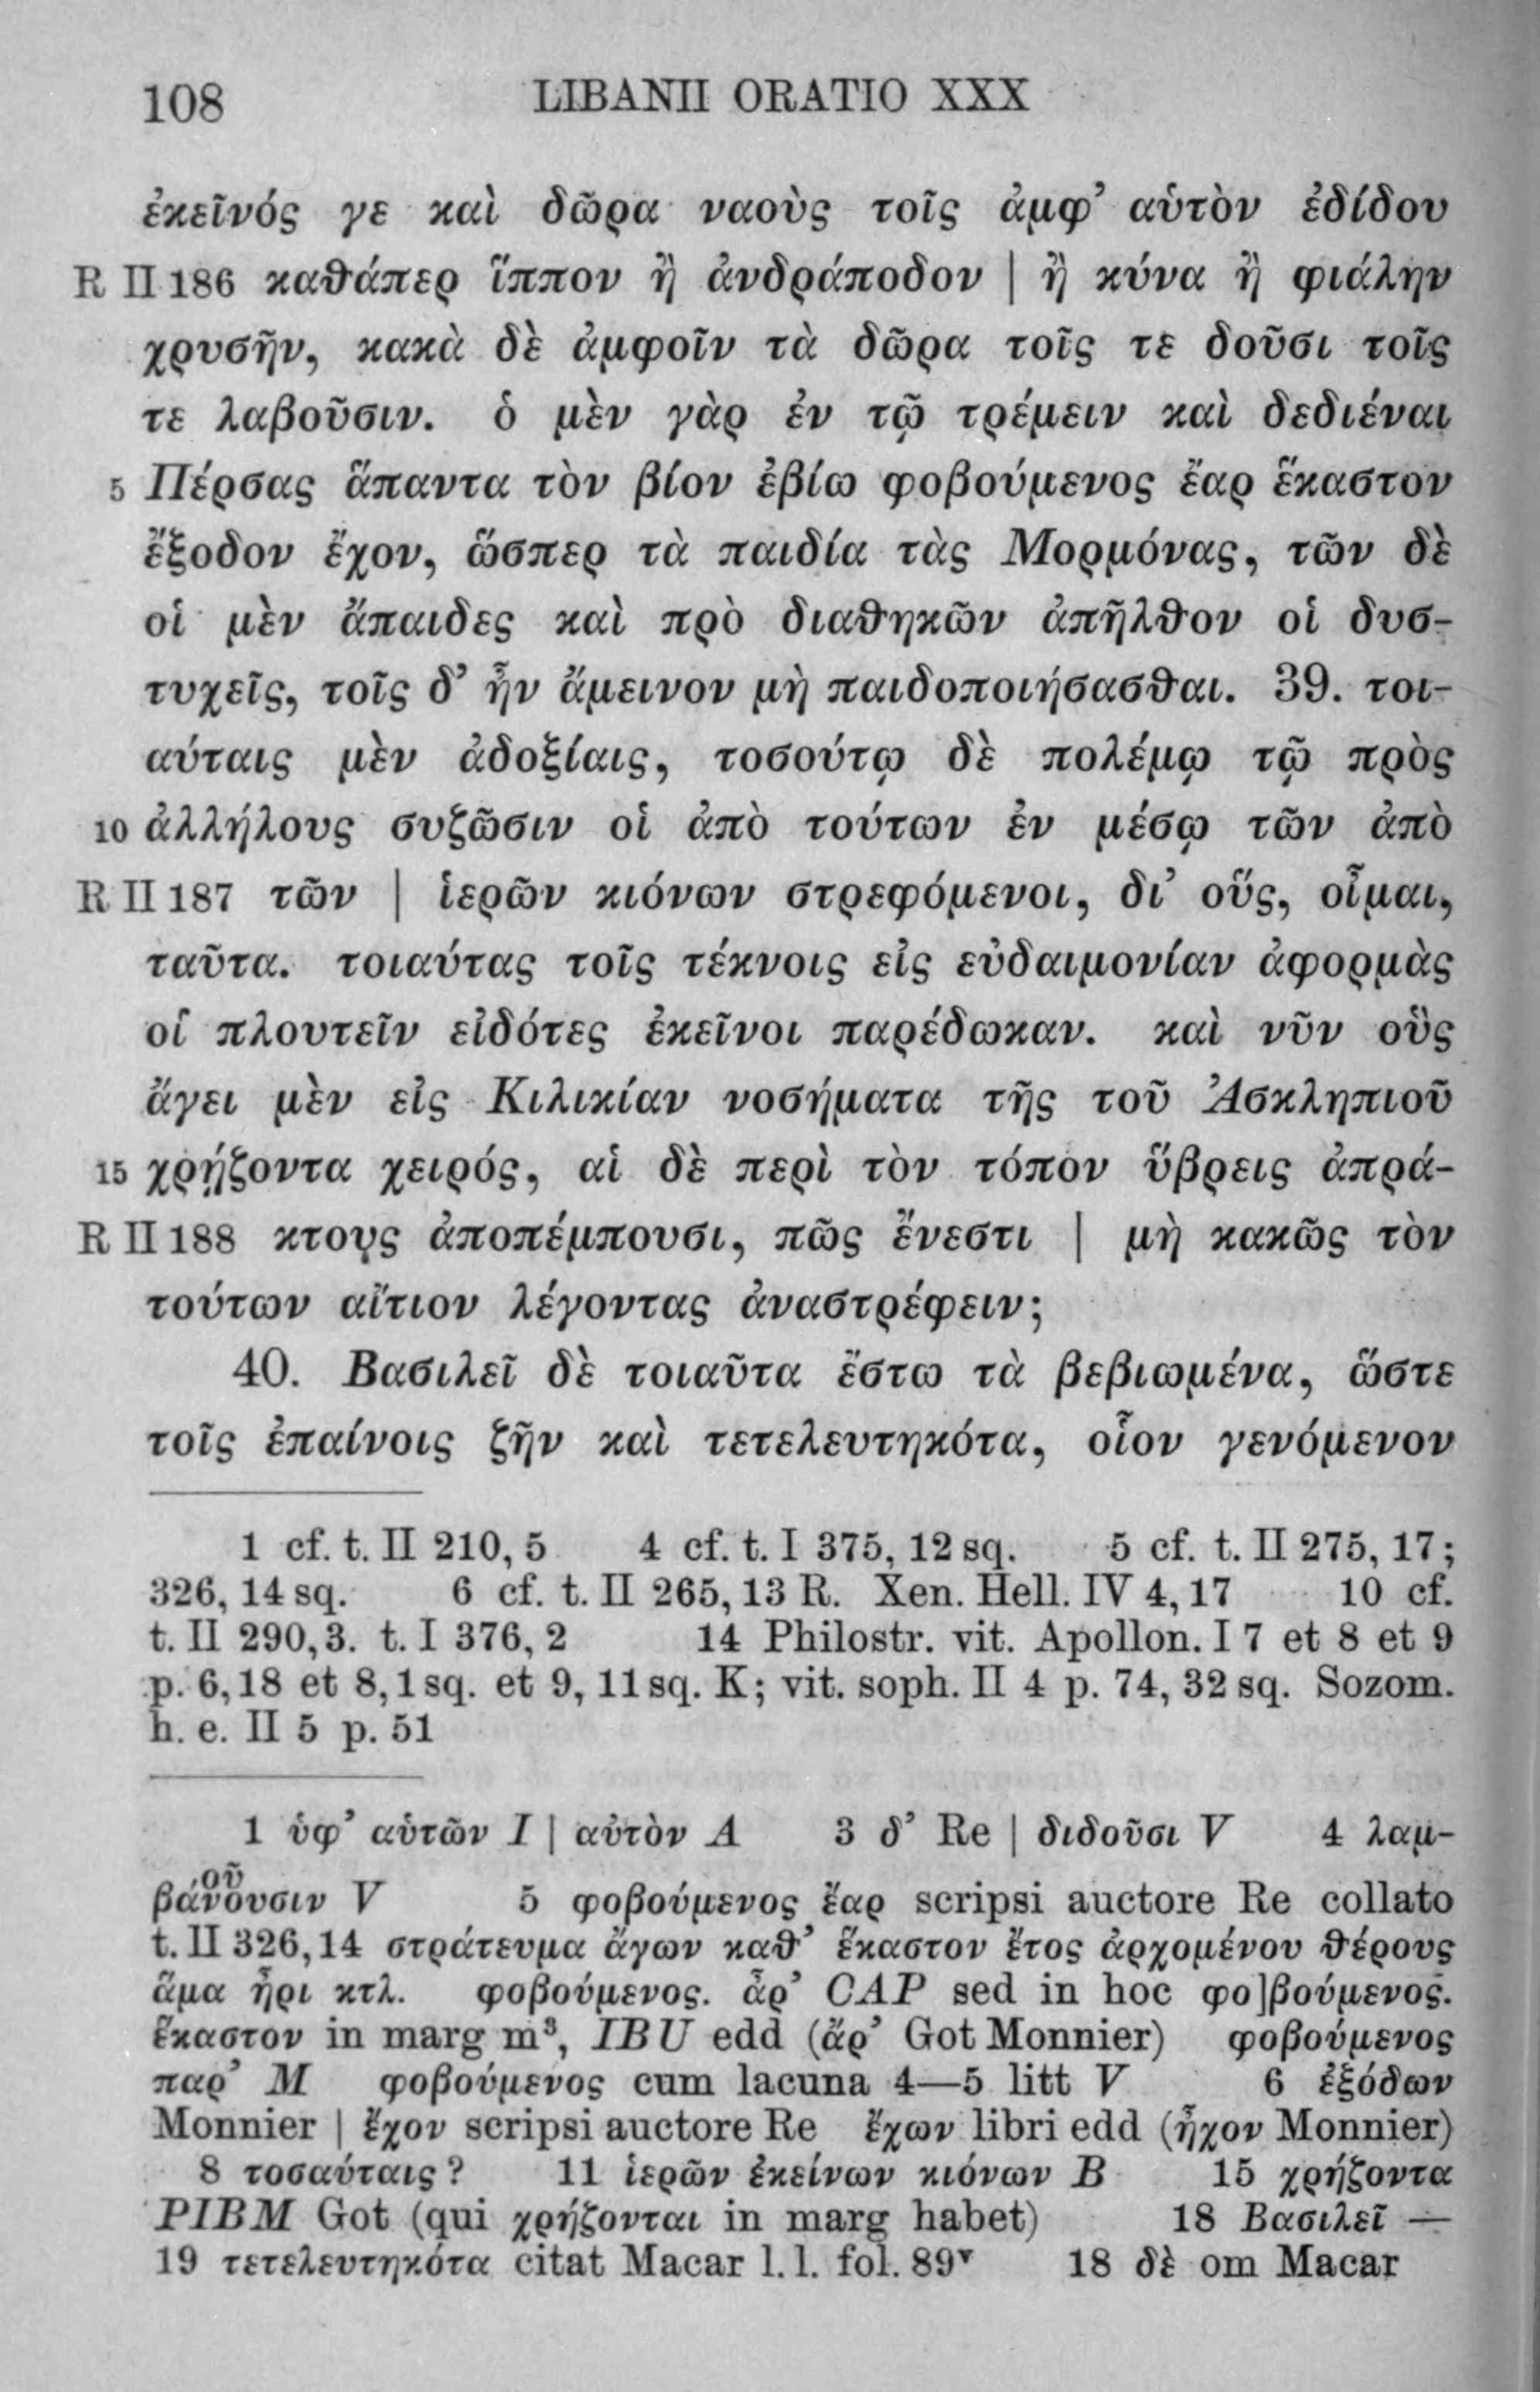 108 LIBANII ORATIO XXX
ἐκεῖνός γε καὶ δῶρα ναοὺς τοῖς ἀμφ’ αὑτὸν ἐδίδου
R II 186 καθάπερ ἵππον ἢ ἀνδράποδον | ἢ κύνα ἢ φιάλην
χρυσῆν, κακὰ δὲ ἀμφοῖν τὰ δῶρα τοῖς τε δοῦσι τοῖς
τε λαβοῦσιν. ὁ μὲν γὰρ ἐν τῷ τρέμειν καὶ δεδιέναι
5 Πέρσας ἅπαντα τὸν βίον ἐβίω φοβούμενος ἔαρ ἕκαστον
ἔξοδον ἔχον, ὥσπερ τὰ παιδία τὰς Μορμόνας, τῶν δὲ
οἱ μὲν ἄπαιδες καὶ πρὸ διαθηκῶν ἀπῆλθον οἱ δυσ-
τυχεῖς, τοῖς δ’ ἦν ἄμεινον μὴ παιδοποιήσασθαι. 39. τοι-
αύταις μὲν ἀδοξίαις, τοσούτῳ δὲ πολέμῳ τῷ πρὸς
10 ἀλλήλους συζῶσιν οἱ ἀπὸ τούτων ἐν μέσῳ τῶν ἀπὸ
R II 187 τῶν | ἱερῶν κιόνων στρεφόμενοι, δι’ οὕς, οἶμαι,
ταῦτα. τοιαύτας τοῖς τέκνοις εἰς εὐδαιμονίαν ἀφορμὰς
οἱ πλουτεῖν εἰδότες ἐκεῖνοι παρέδωκαν. καὶ νῦν οὓς
ἄγει μὲν εἰς Κιλικίαν νοσήματα τῆς τοῦ Ἀσκληπιοῦ
15 χρῄζοντα χειρός, αἱ δὲ περὶ τὸν τόπον ὕβρεις ἀπρά-
R II 188 κτους ἀποπέμπουσι, πῶς ἔνεστι | μὴ κακῶς τὸν
τούτων αἴτιον λέγοντας ἀναστρέφειν;
40. Βασιλεῖ δὲ τοιαῦτα ἔστω τὰ βεβιωμένα, ὥστε
τοῖς ἐπαίνοις ζῆν καὶ τετελευτηκότα, οἷον γενόμενον
1 cf. t. II 210, 5 4 cf. t. I 375, 12 sq. 5 cf. t. II 275, 17;
326, 14 sq. 6 cf. t. II 265, 13 R. Xen. Hell. IV 4, 17 10 cf.
t. II 290, 3. t. I 376, 2 14 Philostr. vit. Apollon. I 7 et 8 et 9
p. 6, 18 et 8, 1 sq. et 9, 11 sq. K; vit. soph. II 4 p. 74, 32 sq. Sozom.
h. e. II 5 p. 51
1 ὑφ’ αὑτῶν I | αὐτὸν A 3 δ’ Re | διδοῦσι V 4 λαμ-
οῦ
βάνουσιν V 5 φοβούμενος ἔαρ scripsi auctore Re collato
t. II 326, 14 στράτευμα ἄγων καθ’ ἕκαστον ἔτος ἀρχομένου θέρους
ἅμα ἦρι κτλ. φοβούμενος. ἆρ’ CAP sed in hoc φο]βούμενος.
ἕκαστον in marg m³, IBU edd (ἄρ’ Got Monnier) φοβούμενος
παρ’ M φοβούμενος cum lacuna 4—5 litt V 6 ἐξόδων
Monnier | ἔχον scripsi auctore Re ἔχων libri edd (ἦχον Monnier)
8 τοσαύταις? 11 ἱερῶν ἐκείνων κιόνων B 15 χρήζοντα
PIBM Got (qui χρήζονται in marg habet) 18 Βασιλεῖ —
19 τετελευτηκότα citat Macar l. l. fol. 89ᵛ 18 δὲ om Macar